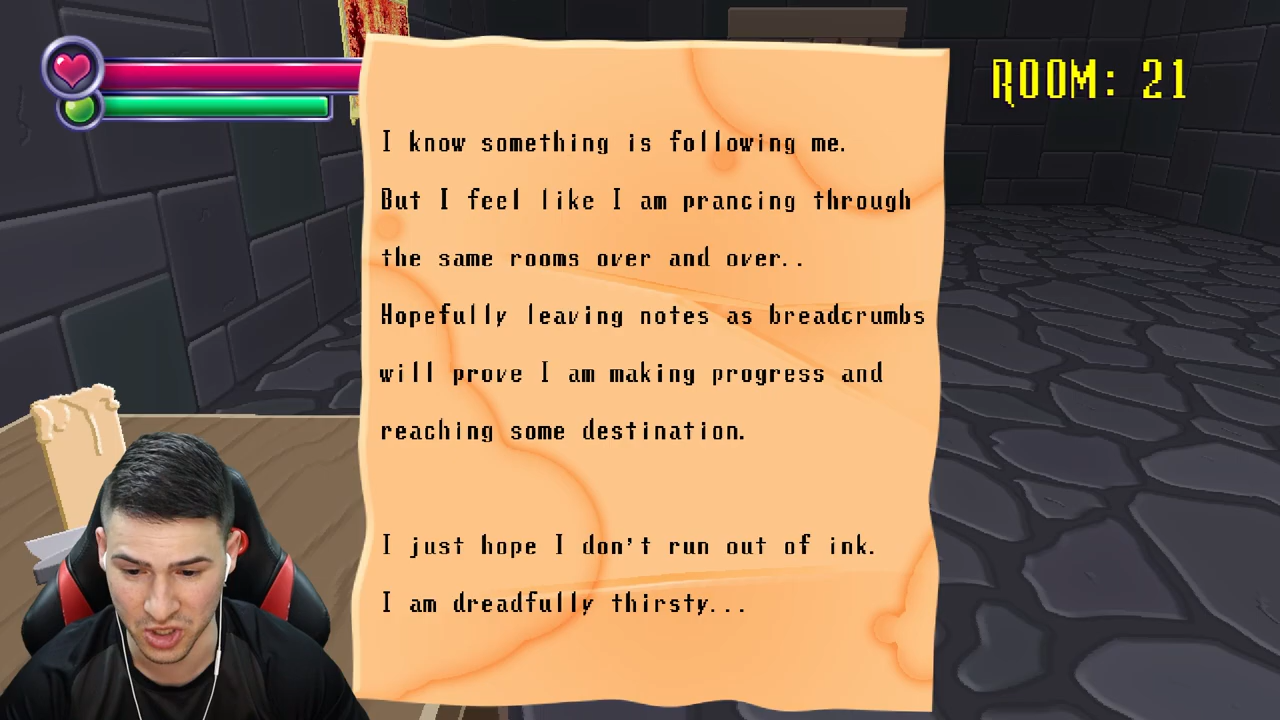 ROOM: 21
I know something is following me.
But I feel like I am prancing through
the same rooms over and over..
Hopefully leaving notes as breadcrumbs
will prove I am making progress and
reaching some destination.
I just hope I don't run out of ink.
I am dreadfully thirsty...